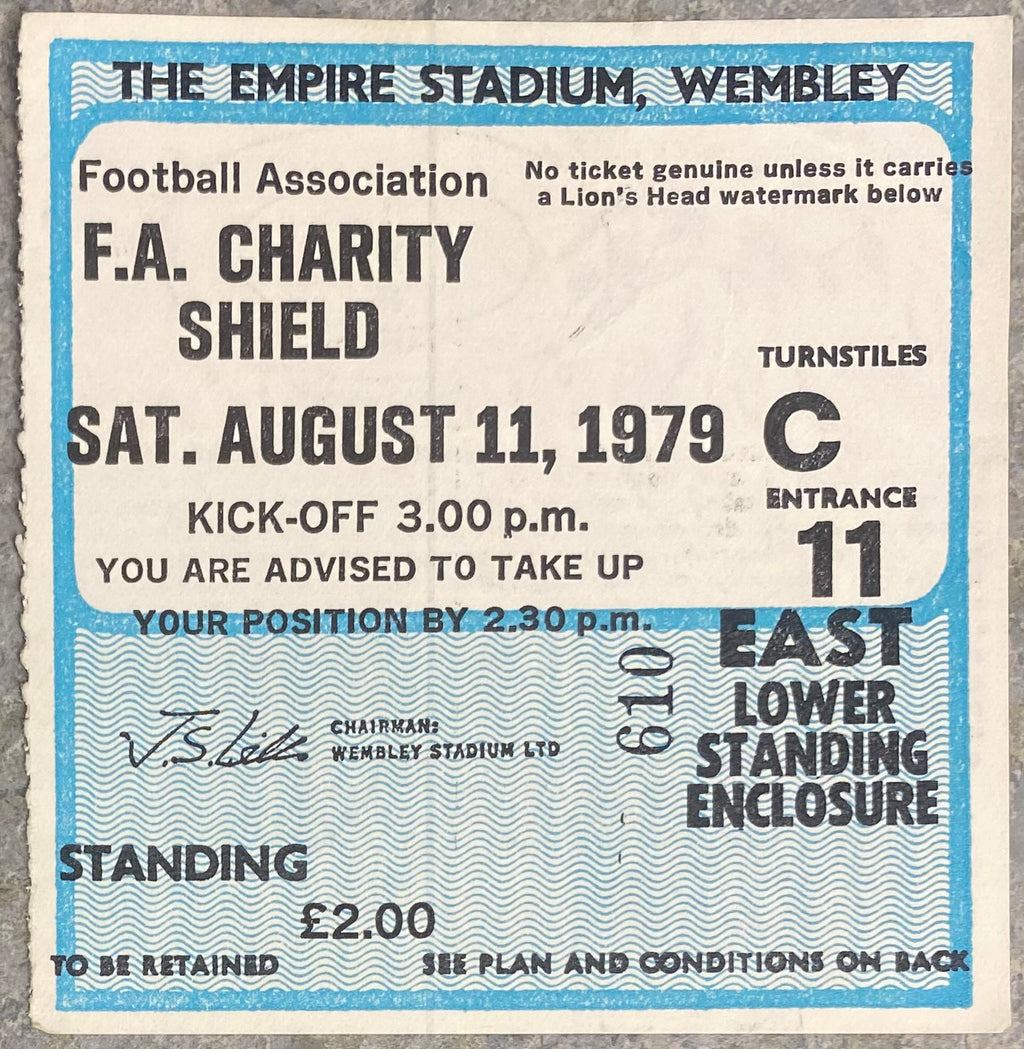 THE EMPIRE STADIUM, WEMBLEY
Football Association
No ticket genuine unless it carries
a Lion's Head watermark below
F.A. CHARITY
SHIELD
SAT. AUGUST 11, 1979
KICK-OFF 3.00 p.m.
YOU ARE ADVISED TO TAKE UP
YOUR POSITION BY 2.30 p.m.
TURNSTILES
C
ENTRANCE
11
EAST
LOWER
STANDING
ENCLOSURE
610
CHAIRMAN:
WEMBLEY STADIUM LTD
STANDING
£2.00
TO BE RETAINED
SEE PLAN AND CONDITIONS ON BACK